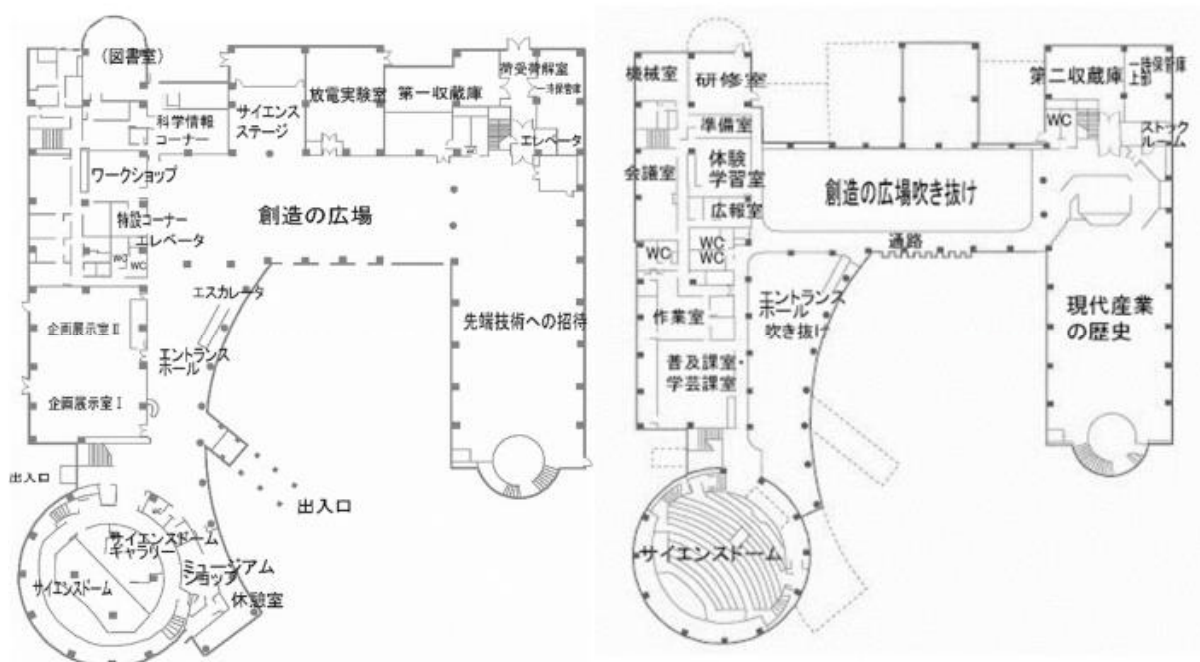 (図書室)
科学情報
コーナー
サイエンス
ステージ
放電実験室
第一収蔵庫
荷受荷解室
一時保管庫
エレベータ
ワークショップ
創造の広場
特設コーナー
エレベータ
WC
WC
エスカレータ
先端技術への招待
企画展示室Ⅱ
エントランス
ホール
企画展示室Ⅰ
出入口
出入口
サイエンスドーム
ギャラリー
サイエンスドーム
ミュージアム
ショップ
休憩室
機械室
研修室
第二収蔵庫
一時保管庫
上部
準備室
WC
ストック
ルーム
会議室
体験
学習室
創造の広場吹き抜け
広報室
通路
WC
WC
WC
エントランス
ホール
吹き抜け
作業室
現代産業
の歴史
普及課室・
学芸課室
サイエンスドーム